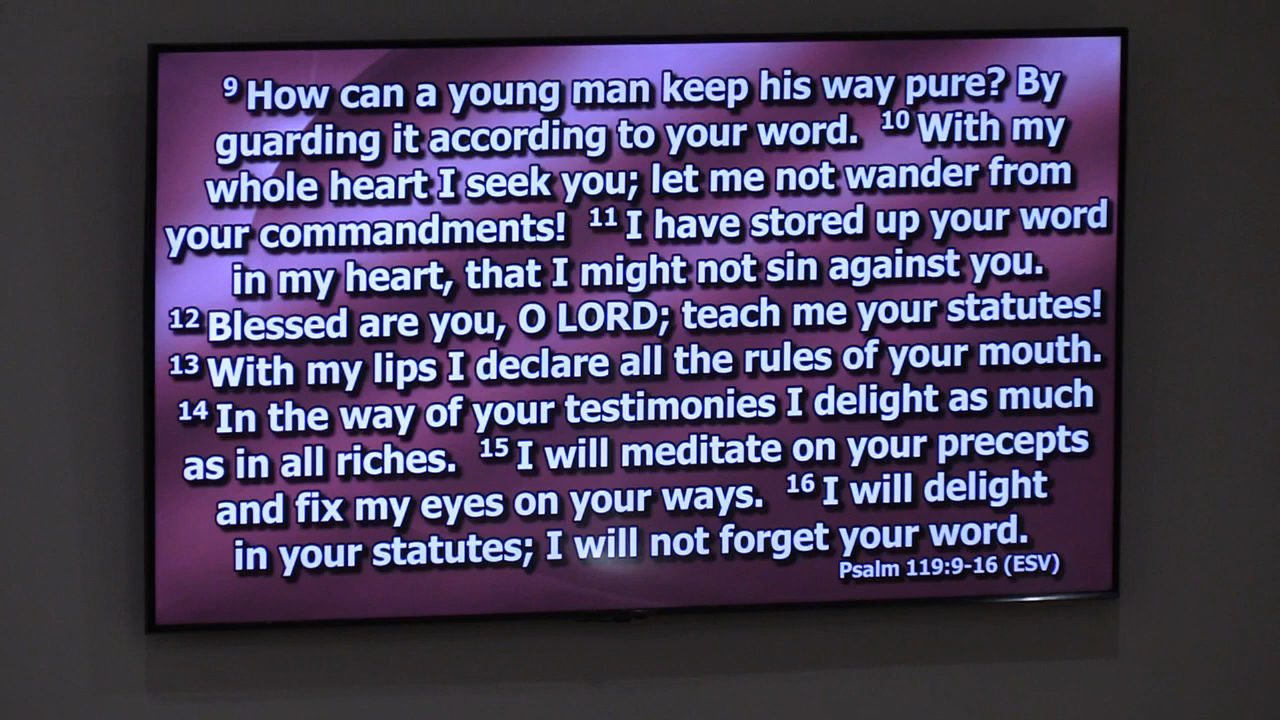 9 How can a young man keep his way pure? By
guarding it according to your word. 10 With my
whole heart I seek you; let me not wander from
your commandments! 11 I have stored up your word
in my heart, that I might not sin against you.
12 Blessed are you, O LORD; teach me your statutes!
13 With my lips I declare all the rules of your mouth.
14 In the way of your testimonies I delight as much
as in all riches. 15 I will meditate on your precepts
and fix my eyes on your ways. 16 I will delight
in your statutes; I will not forget your word.
Psalm 119:9-16 (ESV)